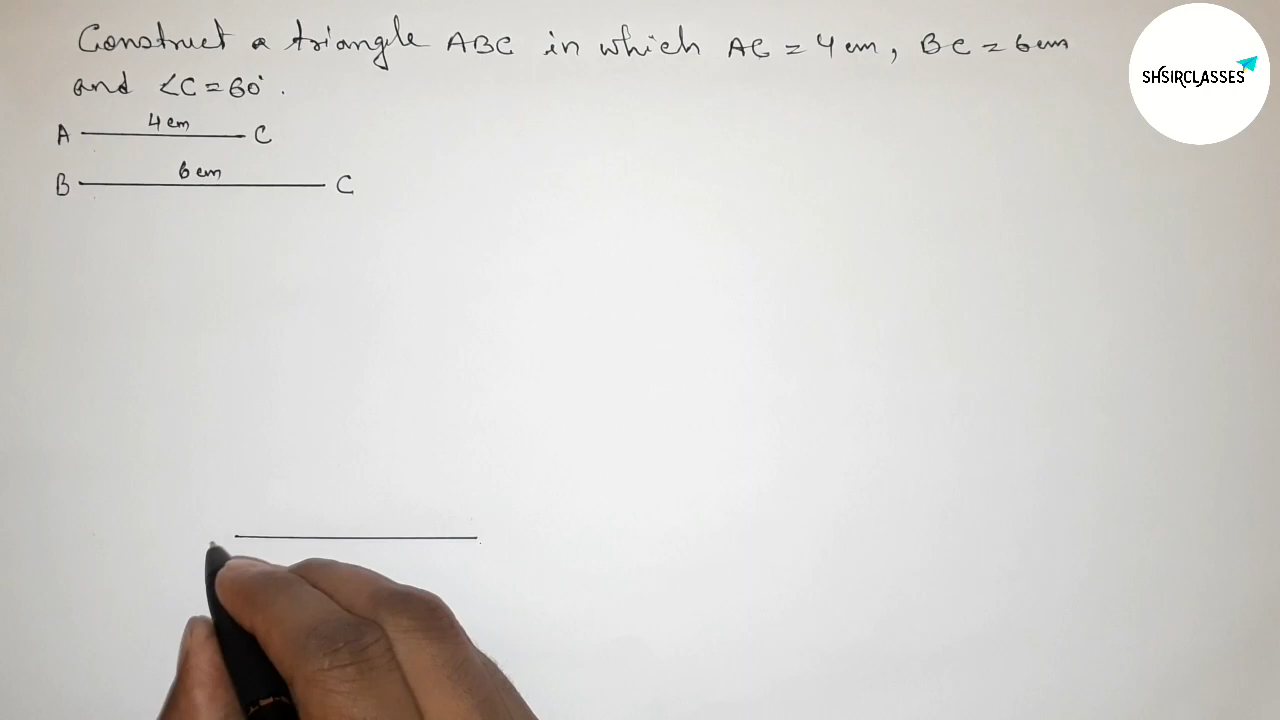 Construct a triangle ABC in which AC = 4 cm, BC = 6 cm
and ∠C = 60°.
A 4 cm C
B 6 cm C
SHSIRCLASSES